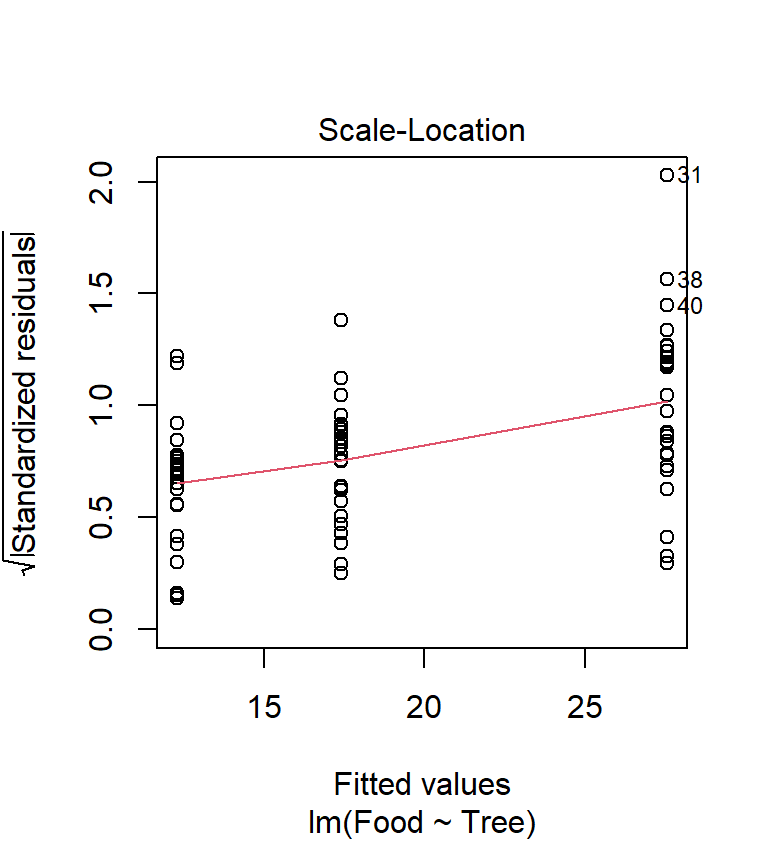 Scale-Location
√|Standardized residuals|
2.0
1.5
1.0
0.5
0.0
31
38
40
15 20 25
Fitted values
lm(Food ~ Tree)